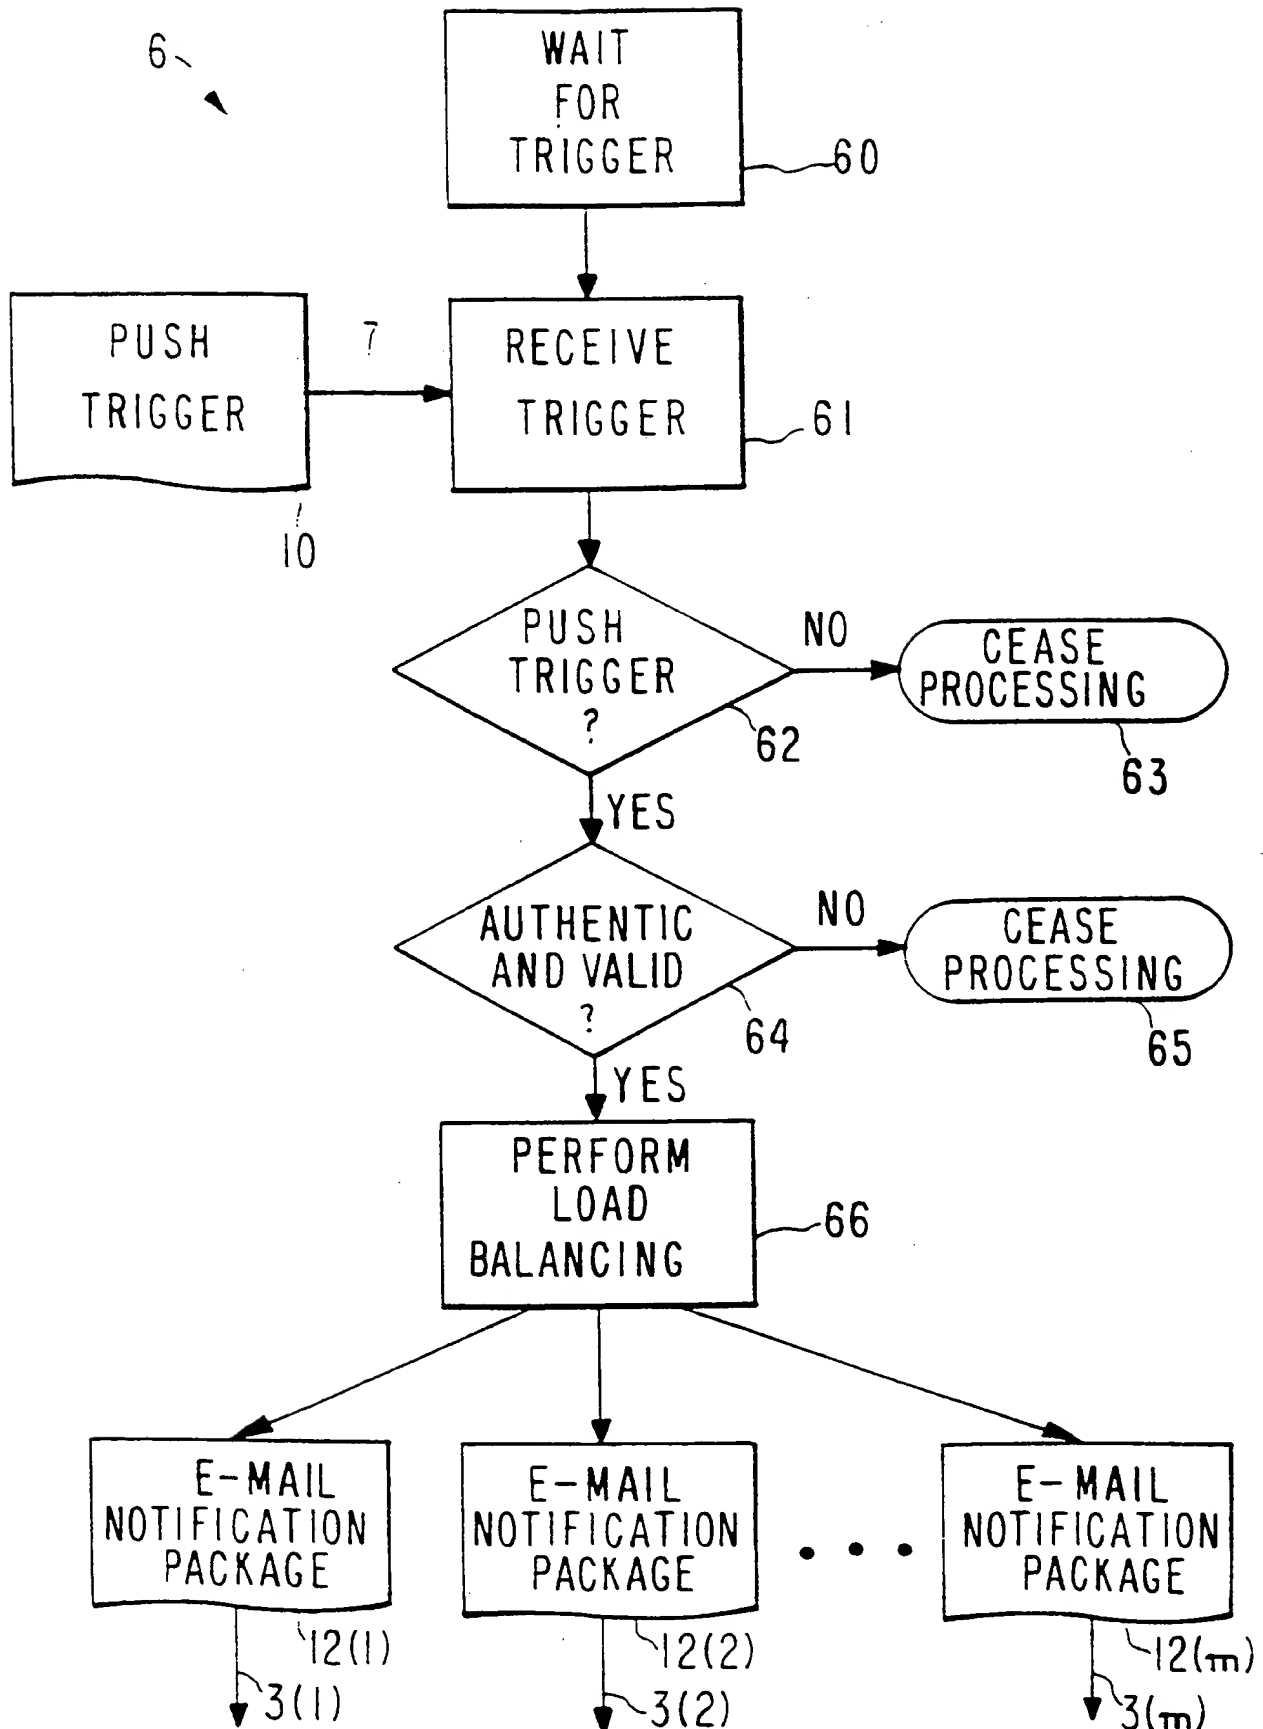 6
WAIT
FOR
TRIGGER
60
PUSH
TRIGGER
7
RECEIVE
TRIGGER
61
10
PUSH
TRIGGER
?
NO
CEASE
PROCESSING
62
63
YES
AUTHENTIC
AND VALID
?
NO
CEASE
PROCESSING
64
65
YES
PERFORM
LOAD
BALANCING
66
E-MAIL
NOTIFICATION
PACKAGE
E-MAIL
NOTIFICATION
PACKAGE
• • •
E-MAIL
NOTIFICATION
PACKAGE
12(1)
12(2)
12(m)
3(1)
3(2)
3(m)